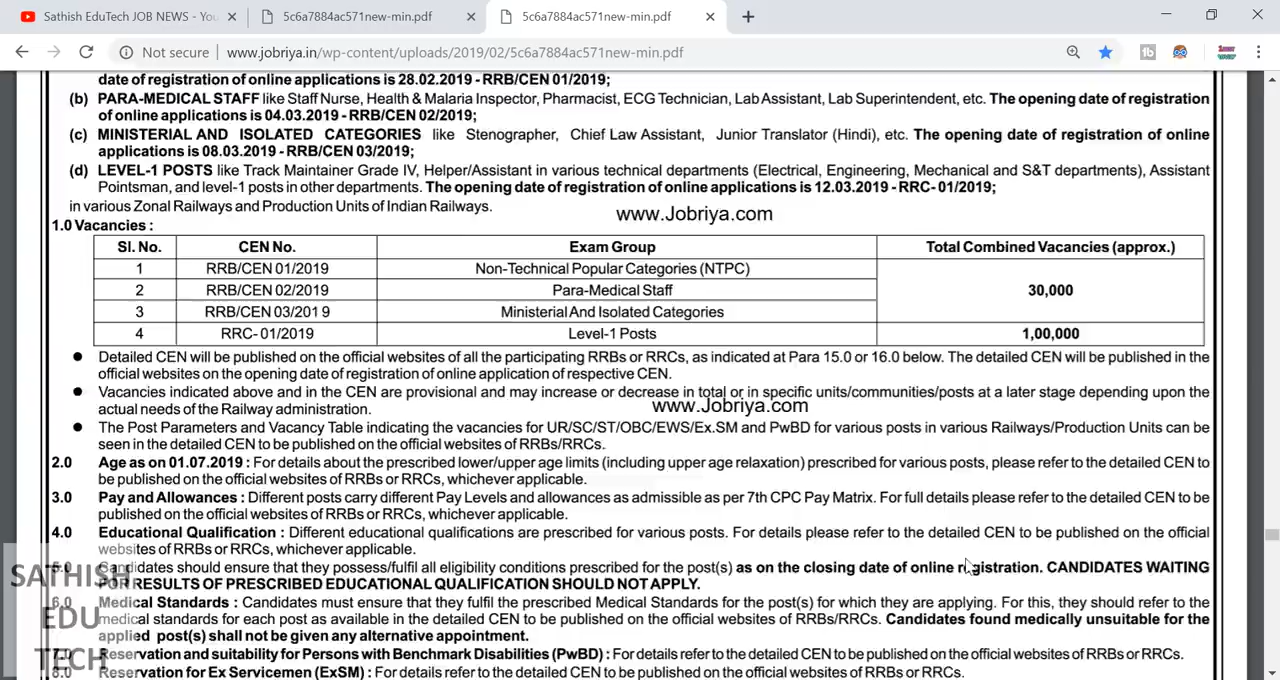 Sathish EduTech JOB NEWS - You
5c6a7884ac571new-min.pdf
5c6a7884ac571new-min.pdf
Not secure | www.jobriya.in/wp-content/uploads/2019/02/5c6a7884ac571new-min.pdf
date of registration of online applications is 28.02.2019 - RRB/CEN 01/2019;
(b) PARA-MEDICAL STAFF like Staff Nurse, Health & Malaria Inspector, Pharmacist, ECG Technician, Lab Assistant, Lab Superintendent, etc. The opening date of registration
of online applications is 04.03.2019 - RRB/CEN 02/2019;
(c) MINISTERIAL AND ISOLATED CATEGORIES like Stenographer, Chief Law Assistant, Junior Translator (Hindi), etc. The opening date of registration of online
applications is 08.03.2019 - RRB/CEN 03/2019;
(d) LEVEL-1 POSTS like Track Maintainer Grade IV, Helper/Assistant in various technical departments (Electrical, Engineering, Mechanical and S&T departments), Assistant
Pointsman, and level-1 posts in other departments. The opening date of registration of online applications is 12.03.2019 - RRC- 01/2019;
in various Zonal Railways and Production Units of Indian Railways.
www.Jobriya.com
1.0 Vacancies :
Sl. No. CEN No. Exam Group Total Combined Vacancies (approx.)
1 RRB/CEN 01/2019 Non-Technical Popular Categories (NTPC)
2 RRB/CEN 02/2019 Para-Medical Staff 30,000
3 RRB/CEN 03/201 9 Ministerial And Isolated Categories
4 RRC- 01/2019 Level-1 Posts 1,00,000
● Detailed CEN will be published on the official websites of all the participating RRBs or RRCs, as indicated at Para 15.0 or 16.0 below. The detailed CEN will be published in the
official websites on the opening date of registration of online application of respective CEN.
● Vacancies indicated above and in the CEN are provisional and may increase or decrease in total or in specific units/communities/posts at a later stage depending upon the
actual needs of the Railway administration.
www.Jobriya.com
● The Post Parameters and Vacancy Table indicating the vacancies for UR/SC/ST/OBC/EWS/Ex.SM and PwBD for various posts in various Railways/Production Units can be
seen in the detailed CEN to be published on the official websites of RRBs/RRCs.
2.0 Age as on 01.07.2019 : For details about the prescribed lower/upper age limits (including upper age relaxation) prescribed for various posts, please refer to the detailed CEN to
be published on the official websites of RRBs or RRCs, whichever applicable.
3.0 Pay and Allowances : Different posts carry different Pay Levels and allowances as admissible as per 7th CPC Pay Matrix. For full details please refer to the detailed CEN to be
published on the official websites of RRBs or RRCs, whichever applicable.
4.0 Educational Qualification : Different educational qualifications are prescribed for various posts. For details please refer to the detailed CEN to be published on the official
websites of RRBs or RRCs, whichever applicable.
5.0 Candidates should ensure that they possess/fulfil all eligibility conditions prescribed for the post(s) as on the closing date of online registration. CANDIDATES WAITING
FOR RESULTS OF PRESCRIBED EDUCATIONAL QUALIFICATION SHOULD NOT APPLY.
6.0 Medical Standards : Candidates must ensure that they fulfil the prescribed Medical Standards for the post(s) for which they are applying. For this, they should refer to the
medical standards for each post as available in the detailed CEN to be published on the official websites of RRBs/RRCs. Candidates found medically unsuitable for the
applied post(s) shall not be given any alternative appointment.
7.0 Reservation and suitability for Persons with Benchmark Disabilities (PwBD) : For details refer to the detailed CEN to be published on the official websites of RRBs or RRCs.
8.0 Reservation for Ex Servicemen (ExSM) : For details refer to the detailed CEN to be published on the official websites of RRBs or RRCs.
SATHISH
EDU
TECH